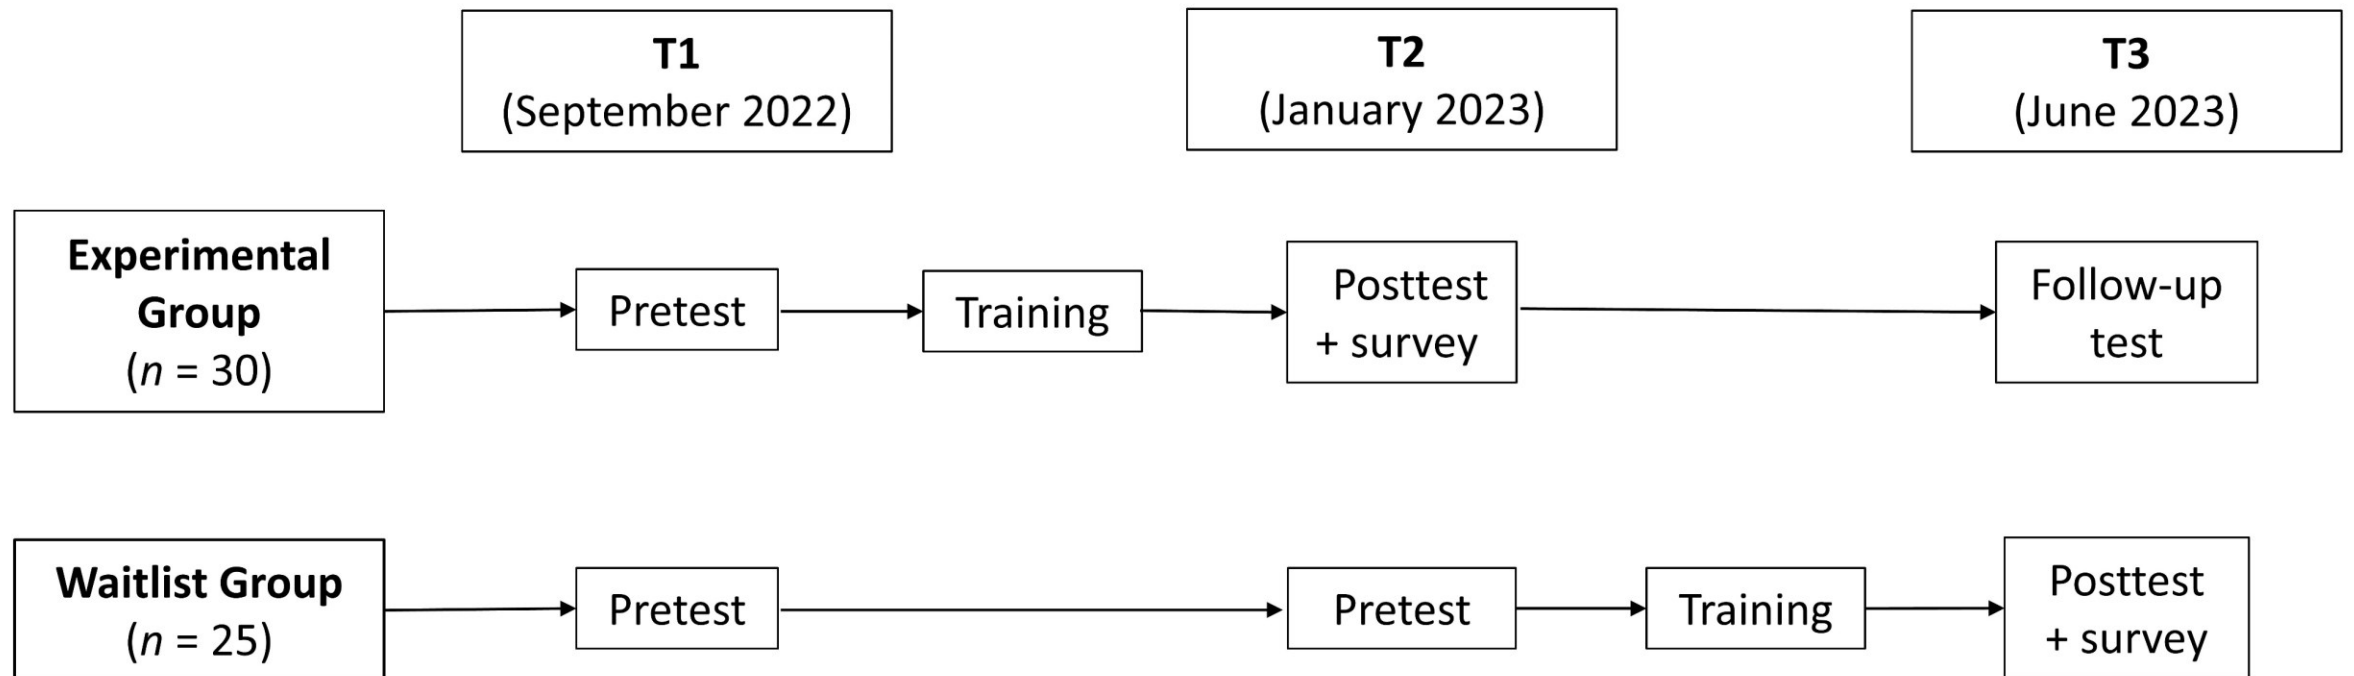 T1
(September 2022)
T2
(January 2023)
T3
(June 2023)
Experimental
Group
(n = 30)
Pretest
Training
Posttest
+ survey
Follow-up
test
Waitlist Group
(n = 25)
Pretest
Pretest
Training
Posttest
+ survey